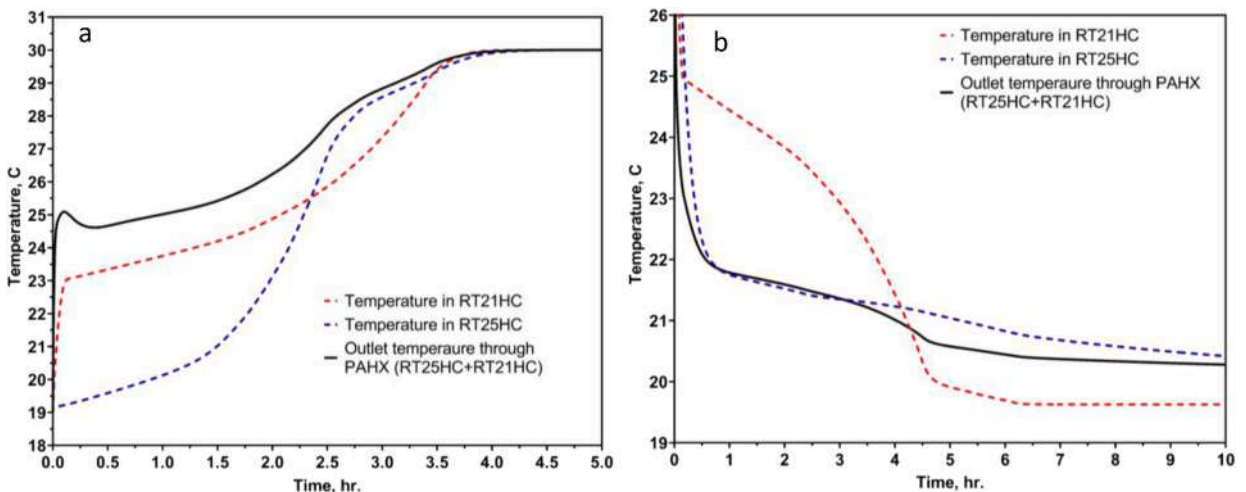 a
31
30
29
28
27
26
25
24
23
22
21
20
19
18
Temperature, C
0.0 0.5 1.0 1.5 2.0 2.5 3.0 3.5 4.0 4.5 5.0
Time, hr.
Temperature in RT21HC
Temperature in RT25HC
Outlet temperaure through
PAHX (RT25HC+RT21HC)
b
26
25
24
23
22
21
20
19
Temperature, C
0 1 2 3 4 5 6 7 8 9 10
Time, hr.
Temperature in RT21HC
Temperature in RT25HC
Outlet temperaure through PAHX
(RT25HC+RT21HC)